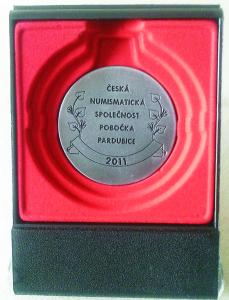 ČESKÁ
NUMISMATICKÁ
SPOLEČNOST
POBOČKA
PARDUBICE
2011